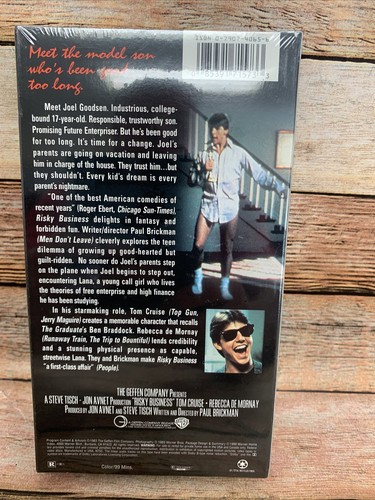 Meet the model son
who's been good
too long.
ISBN 0-7907-4063-6
Meet Joel Goodsen. Industrious, college-
bound 17-year-old. Responsible, trustworthy son.
Promising Future Enterpriser. But he's been good
for too long. It's time for a change. Joel's
parents are going on vacation and leaving
him in charge of the house. They trust him...but
they shouldn't. Every kid's dream is every
parent's nightmare.
"One of the best American comedies of
recent years" (Roger Ebert, Chicago Sun-Times),
Risky Business delights in fantasy and
forbidden fun. Writer/director Paul Brickman
(Men Don't Leave) cleverly explores the teen
dilemma of growing up good-hearted but
guilt-ridden. No sooner do Joel's parents step
on the plane when Joel begins to step out,
encountering Lana, a young call girl who lives
the theories of free enterprise and high finance
he has been studying.
In his starmaking role, Tom Cruise (Top Gun,
Jerry Maguire) creates a memorable character that recalls
The Graduate's Ben Braddock. Rebecca de Mornay
(Runaway Train, The Trip to Bountiful) lends credibility
and a stunning physical presence as capable,
streetwise Lana. They and Brickman make Risky Business
"a first-class affair" (People).
THE GEFFEN COMPANY PRESENTS
A STEVE TISCH - JON AVNET PRODUCTION "RISKY BUSINESS" TOM CRUISE • REBECCA DE MORNAY
PRODUCED BY JON AVNET AND STEVE TISCH WRITTEN AND DIRECTED BY PAUL BRICKMAN
R
Color/99 Mins.